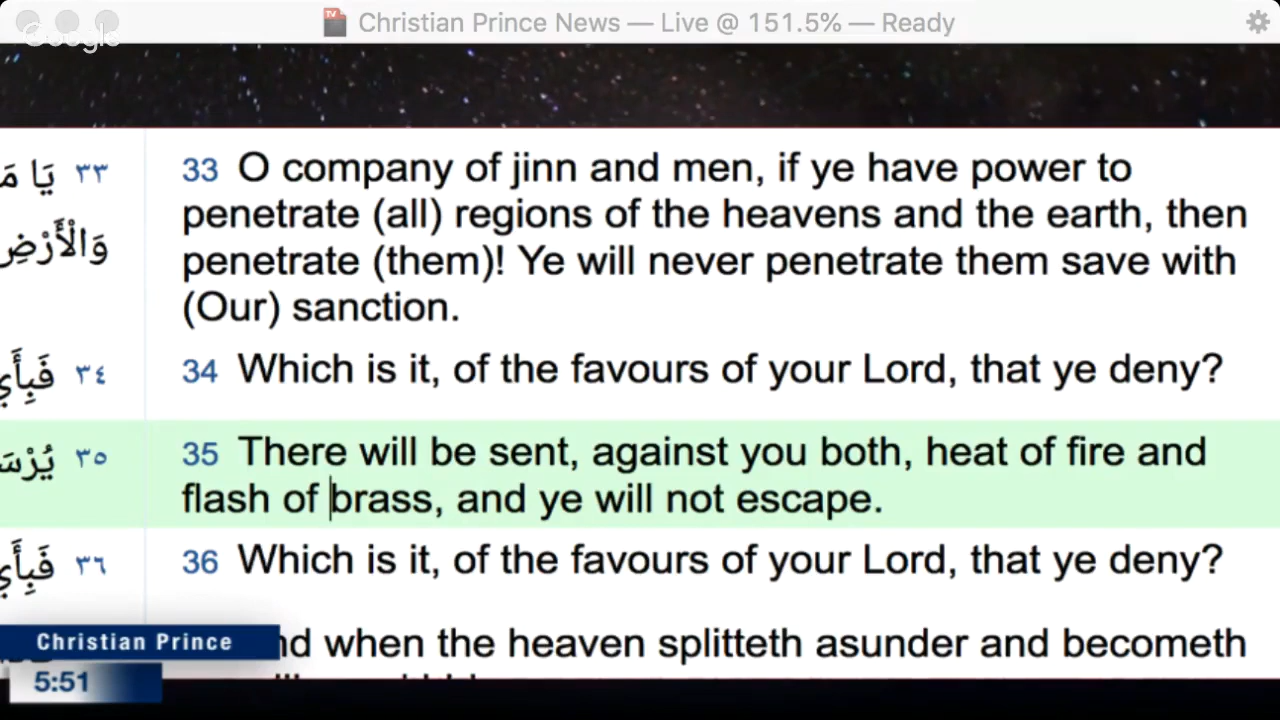 Christian Prince News — Live @ 151.5% — Ready
Google
33 O company of jinn and men, if ye have power to
penetrate (all) regions of the heavens and the earth, then
penetrate (them)! Ye will never penetrate them save with
(Our) sanction.
٣٣ يَا
وَالْأَرْضِ
34 Which is it, of the favours of your Lord, that ye deny?
٣٤
35 There will be sent, against you both, heat of fire and
flash of brass, and ye will not escape.
٣٥
36 Which is it, of the favours of your Lord, that ye deny?
٣٦
when the heaven splitteth asunder and becometh
Christian Prince
5:51